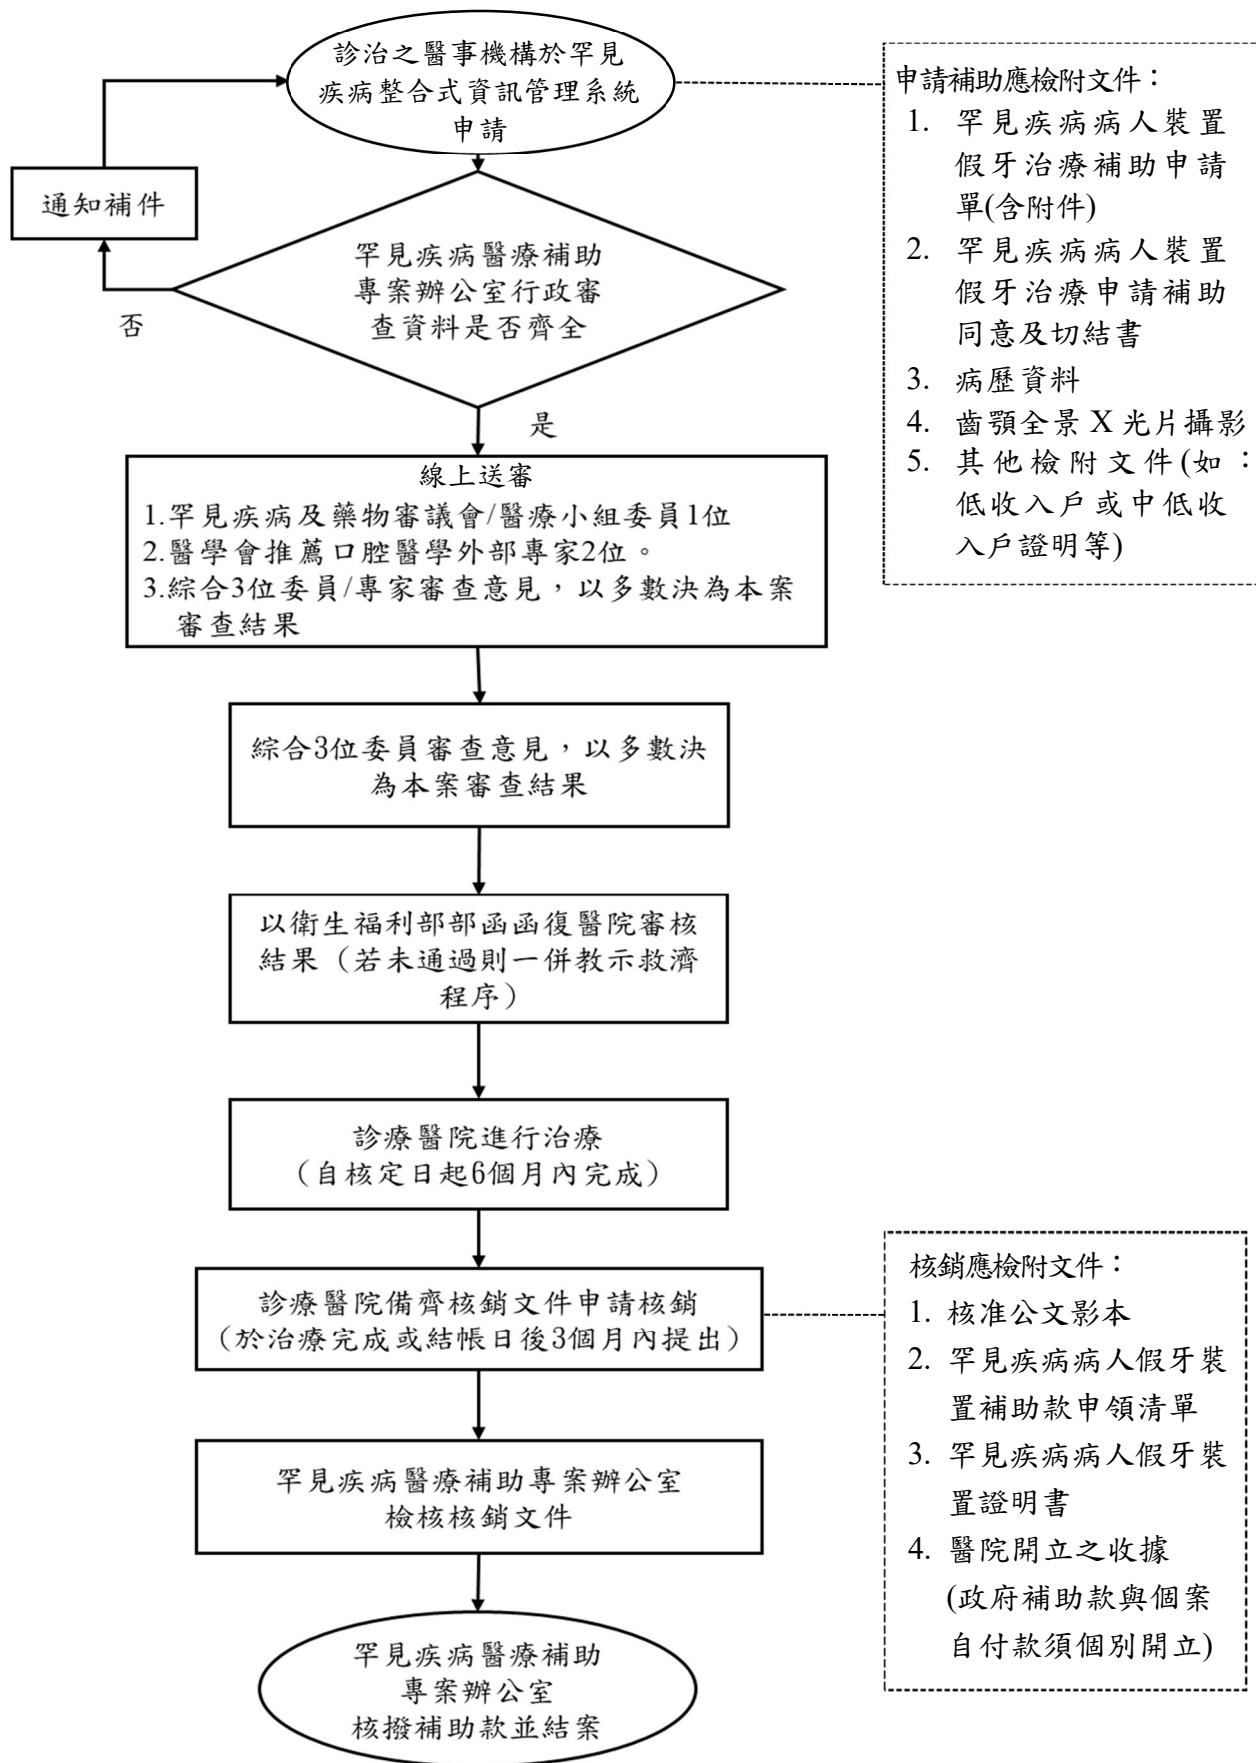 診治之醫事機構於罕見
疾病整合式資訊管理系統
申請
通知補件
罕見疾病醫療補助
專案辦公室行政審
查資料是否齊全
否
是
線上送審
1.罕見疾病及藥物審議會/醫療小組委員1位
2.醫學會推薦口腔醫學外部專家2位。
3.綜合3位委員/專家審查意見，以多數決為本案
審查結果
綜合3位委員審查意見，以多數決
為本案審查結果
以衛生福利部部函函復醫院審核
結果（若未通過則一併教示救濟
程序）
診療醫院進行治療
（自核定日起6個月內完成）
診療醫院備齊核銷文件申請核銷
（於治療完成或結帳日後3個月內提出）
罕見疾病醫療補助專案辦公室
檢核核銷文件
罕見疾病醫療補助
專案辦公室
核撥補助款並結案
申請補助應檢附文件：
1. 罕見疾病病人裝置
假牙治療補助申請
單(含附件)
2. 罕見疾病病人裝置
假牙治療申請補助
同意及切結書
3. 病歷資料
4. 齒顎全景 X 光片攝影
5. 其他檢附文件(如：
低收入戶或中低收
入戶證明等)
核銷應檢附文件：
1. 核准公文影本
2. 罕見疾病病人假牙裝
置補助款申領清單
3. 罕見疾病病人假牙裝
置證明書
4. 醫院開立之收據
(政府補助款與個案
自付款須個別開立)